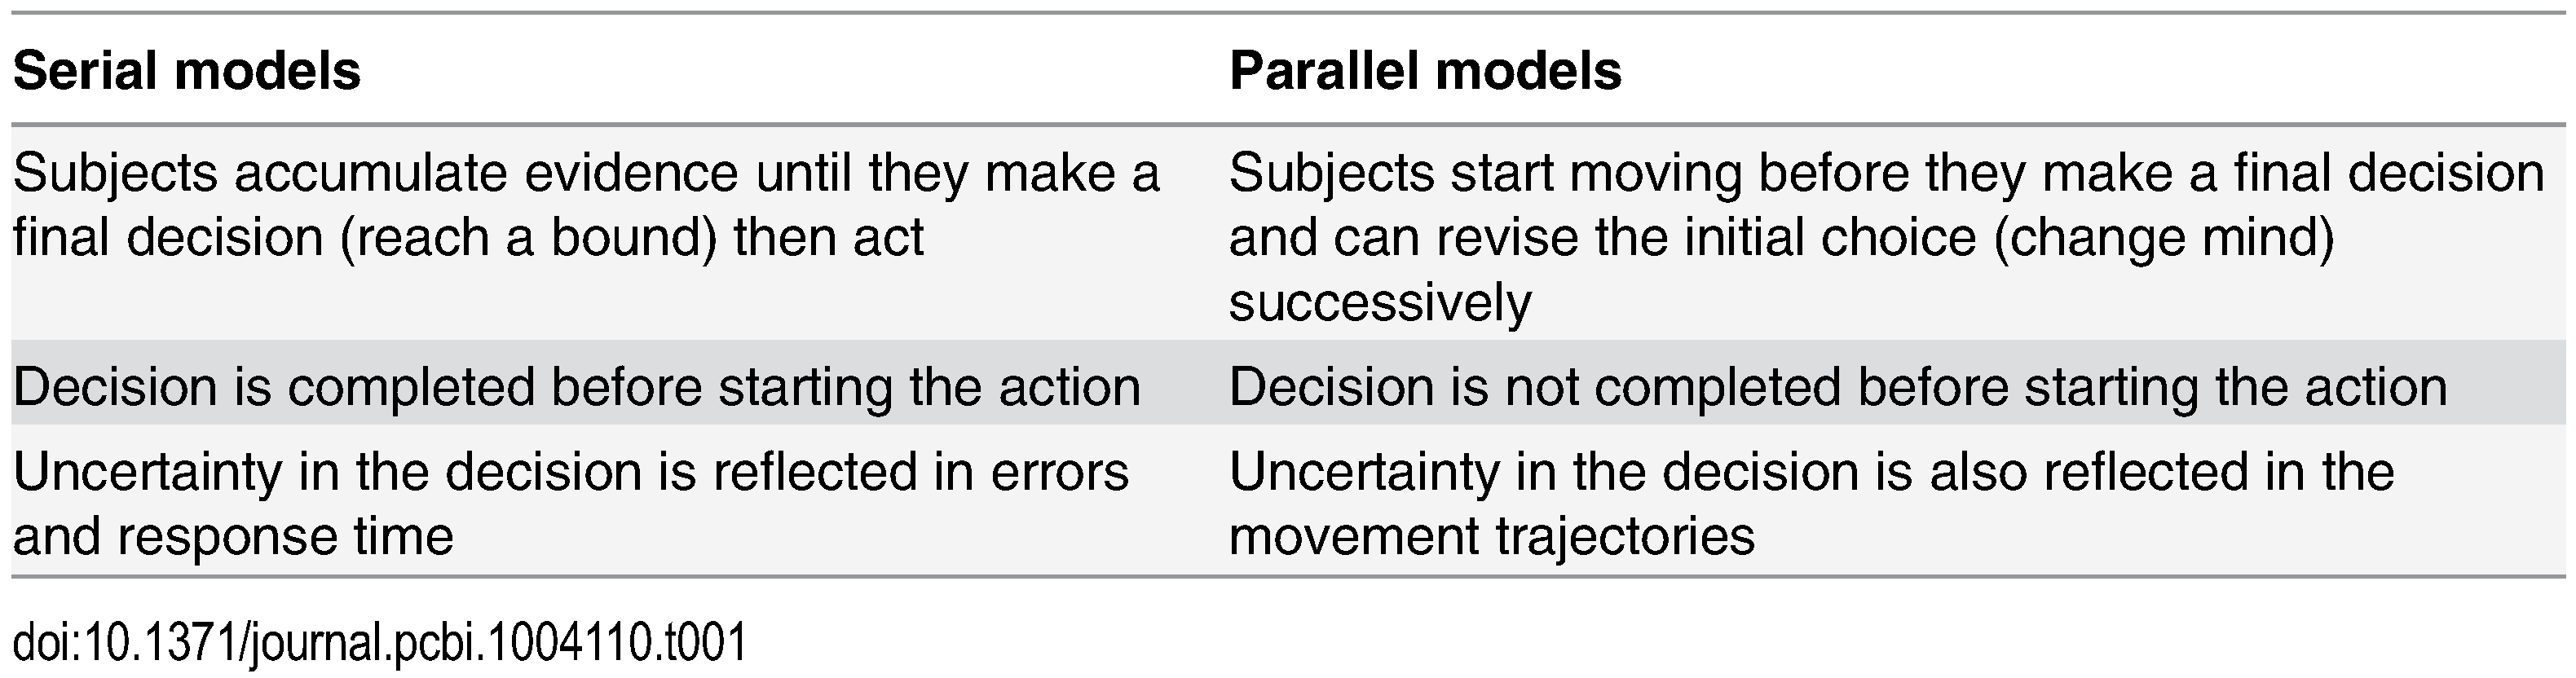 Serial models
Parallel models
Subjects accumulate evidence until they make a
final decision (reach a bound) then act
Subjects start moving before they make a final decision
and can revise the initial choice (change mind)
successively
Decision is completed before starting the action
Decision is not completed before starting the action
Uncertainty in the decision is reflected in errors
and response time
Uncertainty in the decision is also reflected in the
movement trajectories
doi:10.1371/journal.pcbi.1004110.t001